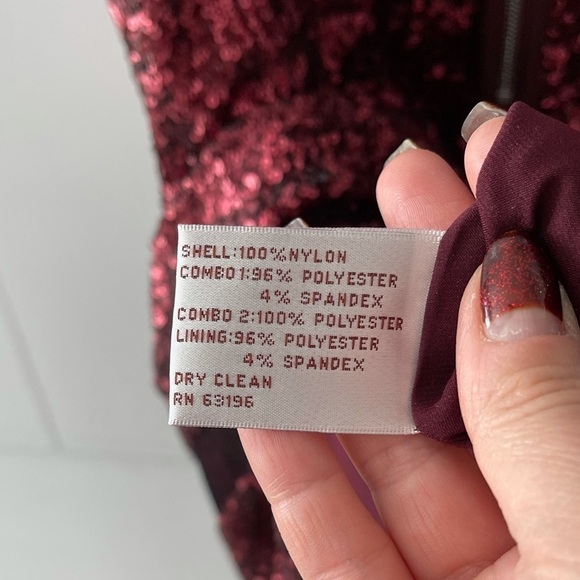 SHELL:100%NYLON
COMBO1:96% POLYESTER
4% SPANDEX
COMBO 2:100% POLYESTER
LINING:96% POLYESTER
4% SPANDEX
DRY CLEAN
RN 63196